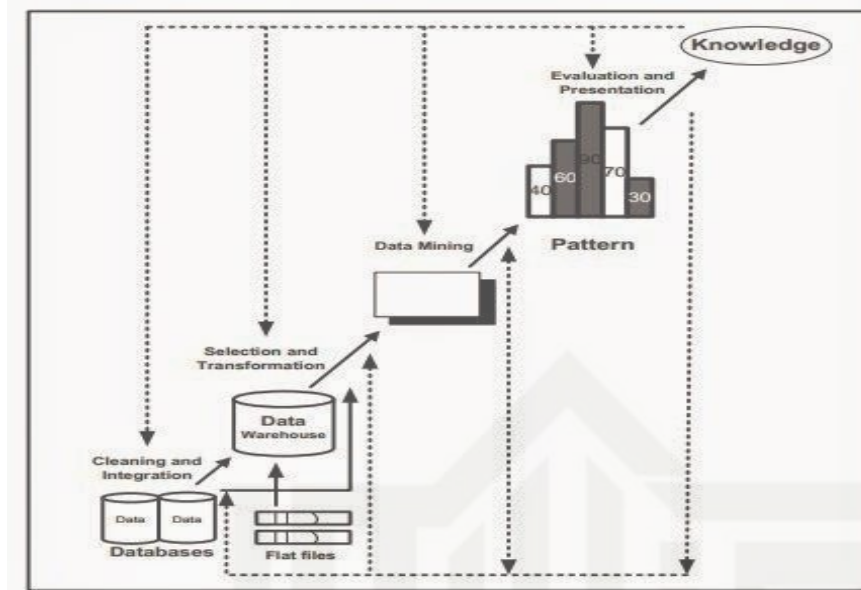 Knowledge
Evaluation and
Presentation
40
60
90
70
30
Pattern
Data Mining
Selection and
Transformation
Data
Warehouse
Cleaning and
Integration
Data
Data
Databases
Flat files